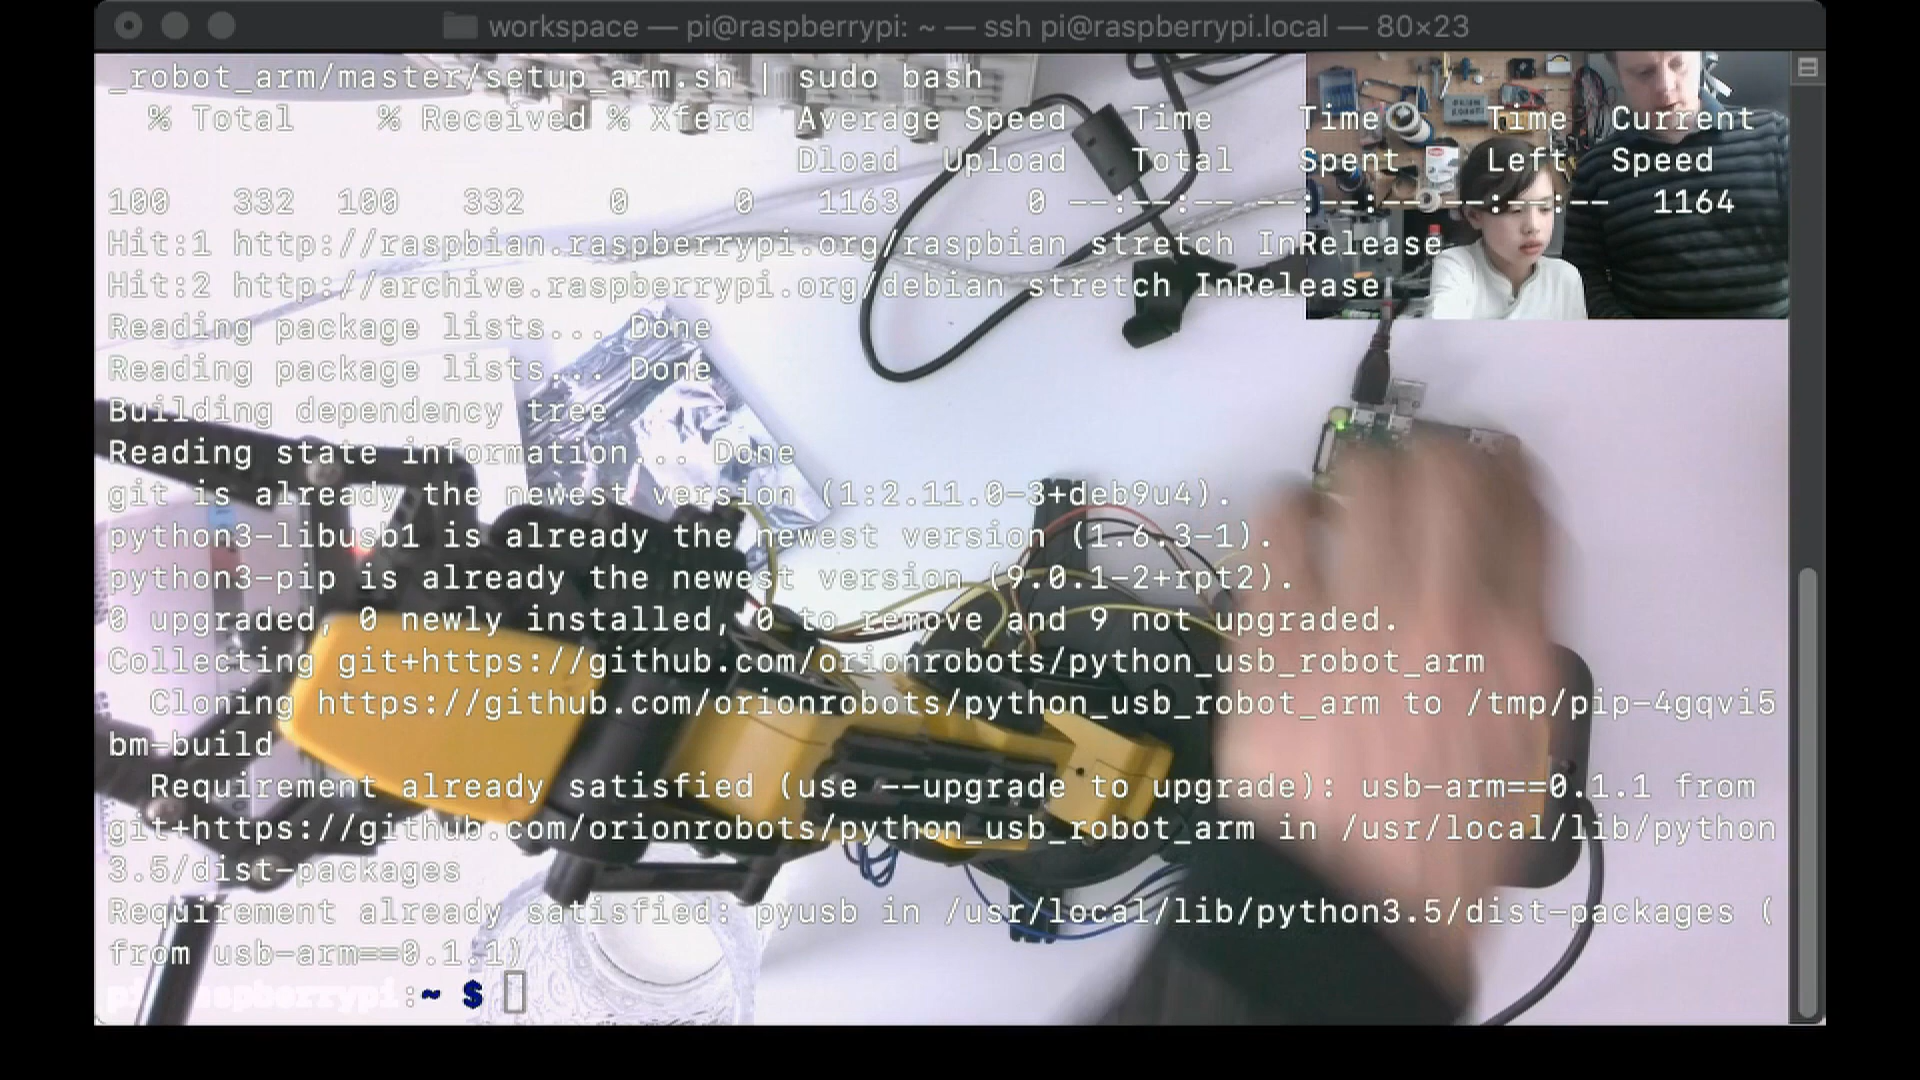 workspace — pi@raspberrypi: ~ — ssh pi@raspberrypi.local — 80×23
_robot_arm/master/setup_arm.sh | sudo bash
% Total % Received % Xferd Average Speed Time Time Time Current
Dload Upload Total Spent Left Speed
100 332 100 332 0 0 1163 0 --:--:-- --:--:-- --:--:-- 1164
Hit:1 http://raspbian.raspberrypi.org/raspbian stretch InRelease
Hit:2 http://archive.raspberrypi.org/debian stretch InRelease
Reading package lists... Done
Reading package lists... Done
Building dependency tree
Reading state information... Done
git is already the newest version (1:2.11.0-3+deb9u4).
python3-libusb1 is already the newest version (1.6.3-1).
python3-pip is already the newest version (9.0.1-2+rpt2).
0 upgraded, 0 newly installed, 0 to remove and 9 not upgraded.
Collecting git+https://github.com/orionrobots/python_usb_robot_arm
Cloning https://github.com/orionrobots/python_usb_robot_arm to /tmp/pip-4gqvi5
bm-build
Requirement already satisfied (use --upgrade to upgrade): usb-arm==0.1.1 from
git+https://github.com/orionrobots/python_usb_robot_arm in /usr/local/lib/python
3.5/dist-packages
Requirement already satisfied: pyusb in /usr/local/lib/python3.5/dist-packages (
from usb-arm==0.1.1)
pi@raspberrypi:~ $